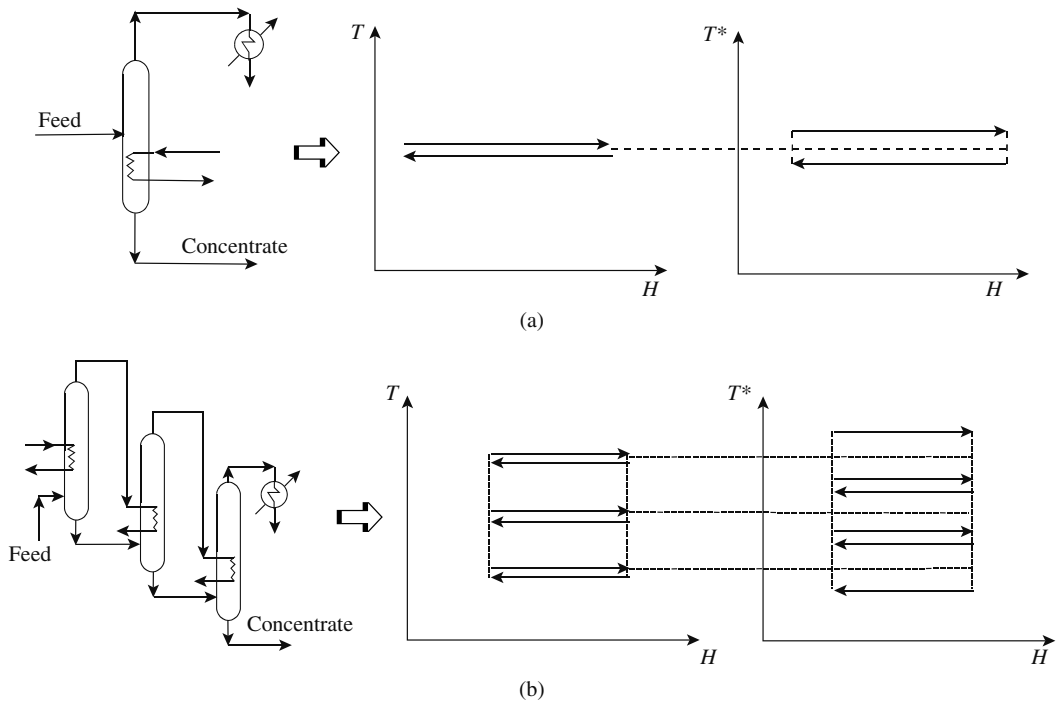 T
T*
Feed
Concentrate
H
H
(a)
T
T*
Feed
Concentrate
H
H
(b)